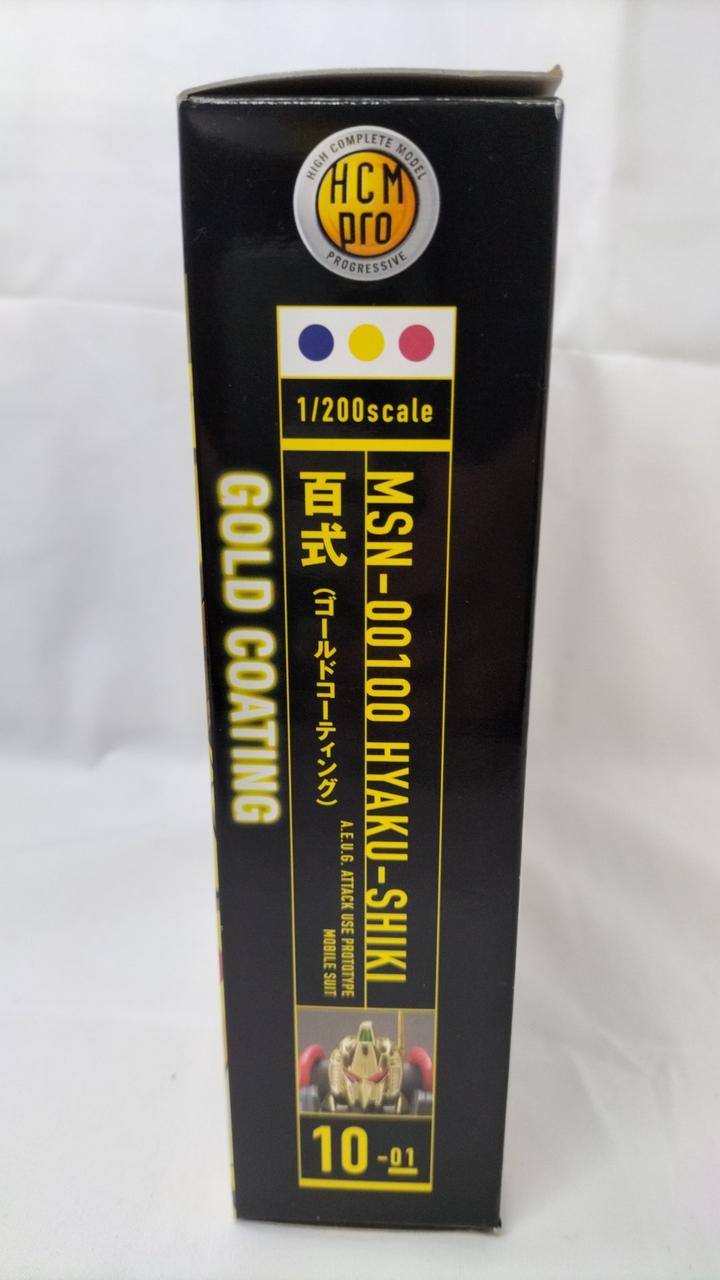 HIGH COMPLETE MODEL
HCM
pro
PROGRESSIVE
1/200scale
MSN-00100 HYAKU-SHIKI
百式
(ゴールドコーティング)
A.E.U.G. ATTACK USE PROTOTYPE
MOBILE SUIT
GOLD COATING
10-01